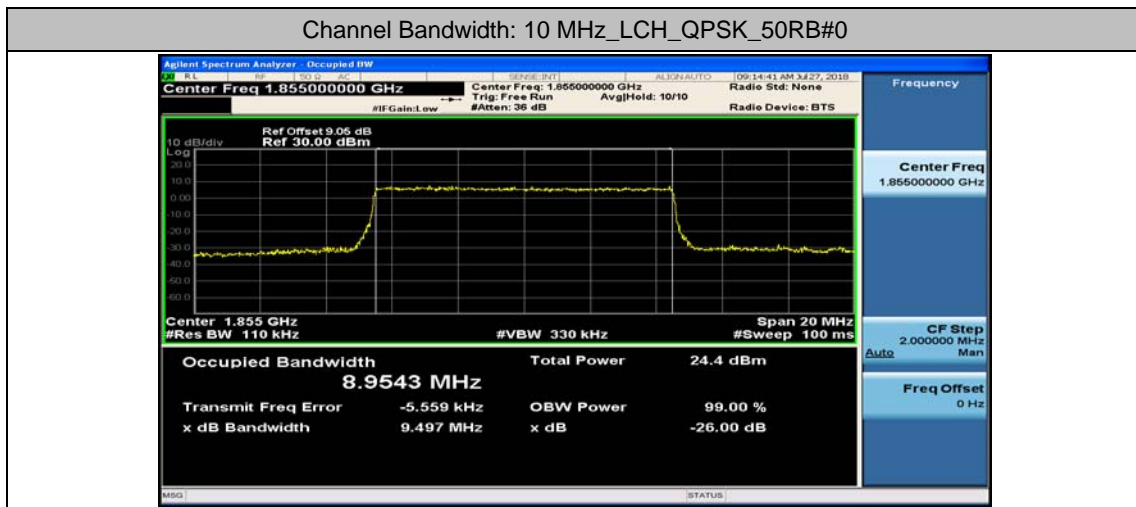 Channel Bandwidth: 10 MHz_LCH_QPSK_50RB#0
Agilent Spectrum Analyzer - Occupied BW
RL RF 50 Ω AC SENSE:INT ALIGN AUTO 09:14:41 AM Jul 27, 2018
Center Freq 1.855000000 GHz Center Freq: 1.855000000 GHz Radio Std: None Frequency
Trig: Free Run Avg|Hold: 10/10
#IFGain:Low #Atten: 36 dB Radio Device: BTS
Ref Offset 9.05 dB
10 dB/div Ref 30.00 dBm
Log
20.0
10.0
0.00
-10.0
-20.0
-30.0
-40.0
-50.0
-60.0
Center Freq
1.855000000 GHz
Center 1.855 GHz Span 20 MHz
#Res BW 110 kHz #VBW 330 kHz #Sweep 100 ms
CF Step
2.000000 MHz
Auto Man
Occupied Bandwidth Total Power 24.4 dBm
8.9543 MHz
Freq Offset
0 Hz
Transmit Freq Error -5.559 kHz OBW Power 99.00 %
x dB Bandwidth 9.497 MHz x dB -26.00 dB
MSG STATUS